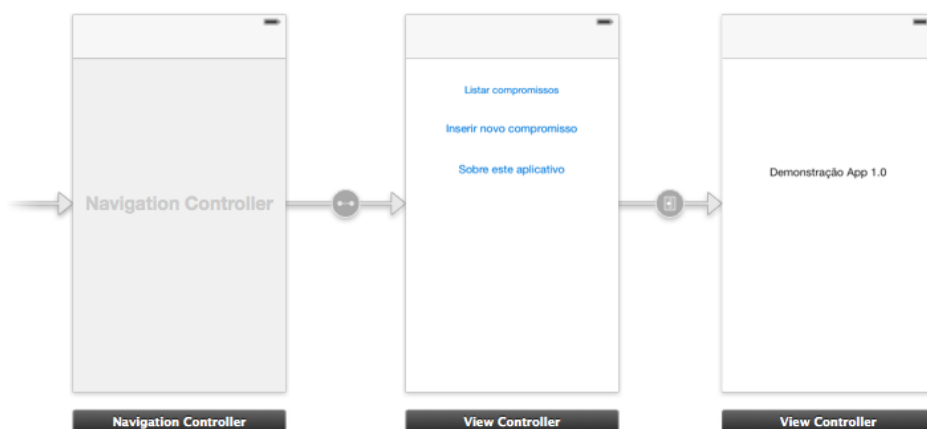 Navigation Controller
Navigation Controller
Listar compromissos
Inserir novo compromisso
Sobre este aplicativo
View Controller
Demonstração App 1.0
View Controller